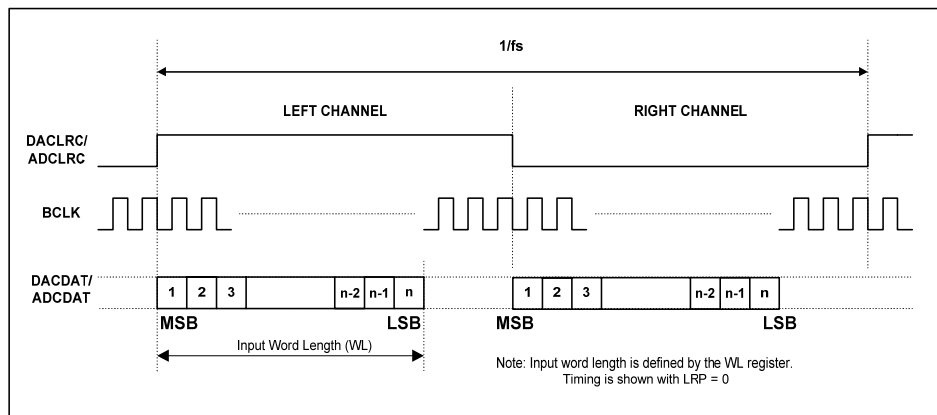 1/fs
LEFT CHANNEL
RIGHT CHANNEL
DACLRC/
ADCLRC
BCLK
DACDAT/
ADCDAT
1 2 3 n-2 n-1 n
1 2 3 n-2 n-1 n
MSB LSB
MSB LSB
Input Word Length (WL)
Note: Input word length is defined by the WL register.
Timing is shown with LRP = 0